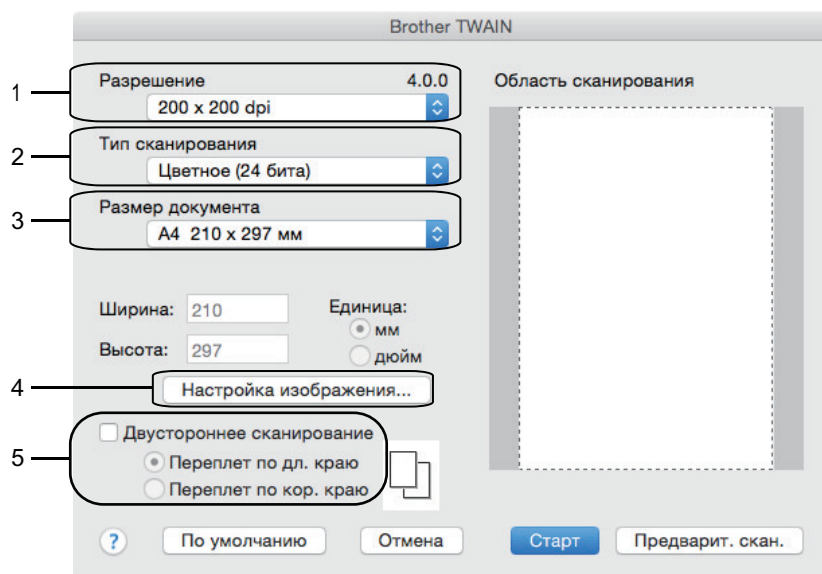 Brother TWAIN
1
Разрешение 4.0.0
200 x 200 dpi
2
Тип сканирования
Цветное (24 бита)
3
Размер документа
A4 210 x 297 мм
Область сканирования
Ширина: 210
Высота: 297
Единица:
мм
дюйм
4
Настройка изображения...
5
Двустороннее сканирование
Переплет по дл. краю
Переплет по кор. краю
? По умолчанию Отмена Старт Предварит. скан.